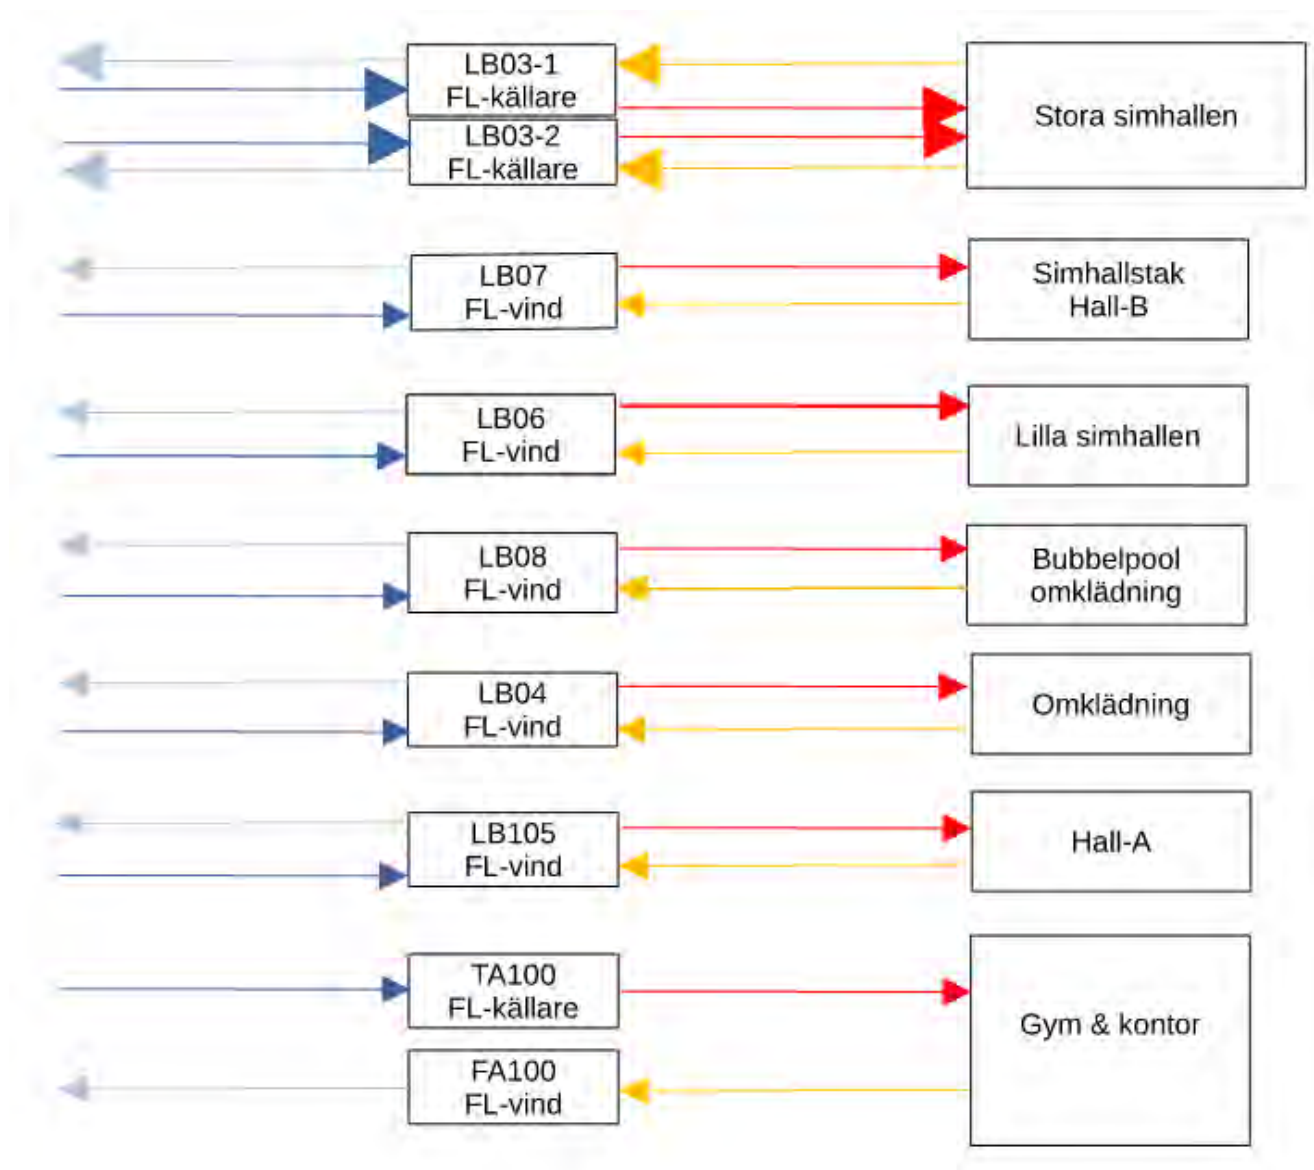 LB03-1
FL-källare
LB03-2
FL-källare
Stora simhallen
LB07
FL-vind
Simhallstak
Hall-B
LB06
FL-vind
Lilla simhallen
LB08
FL-vind
Bubbelpool
omklädning
LB04
FL-vind
Omklädning
LB105
FL-vind
Hall-A
TA100
FL-källare
Gym & kontor
FA100
FL-vind